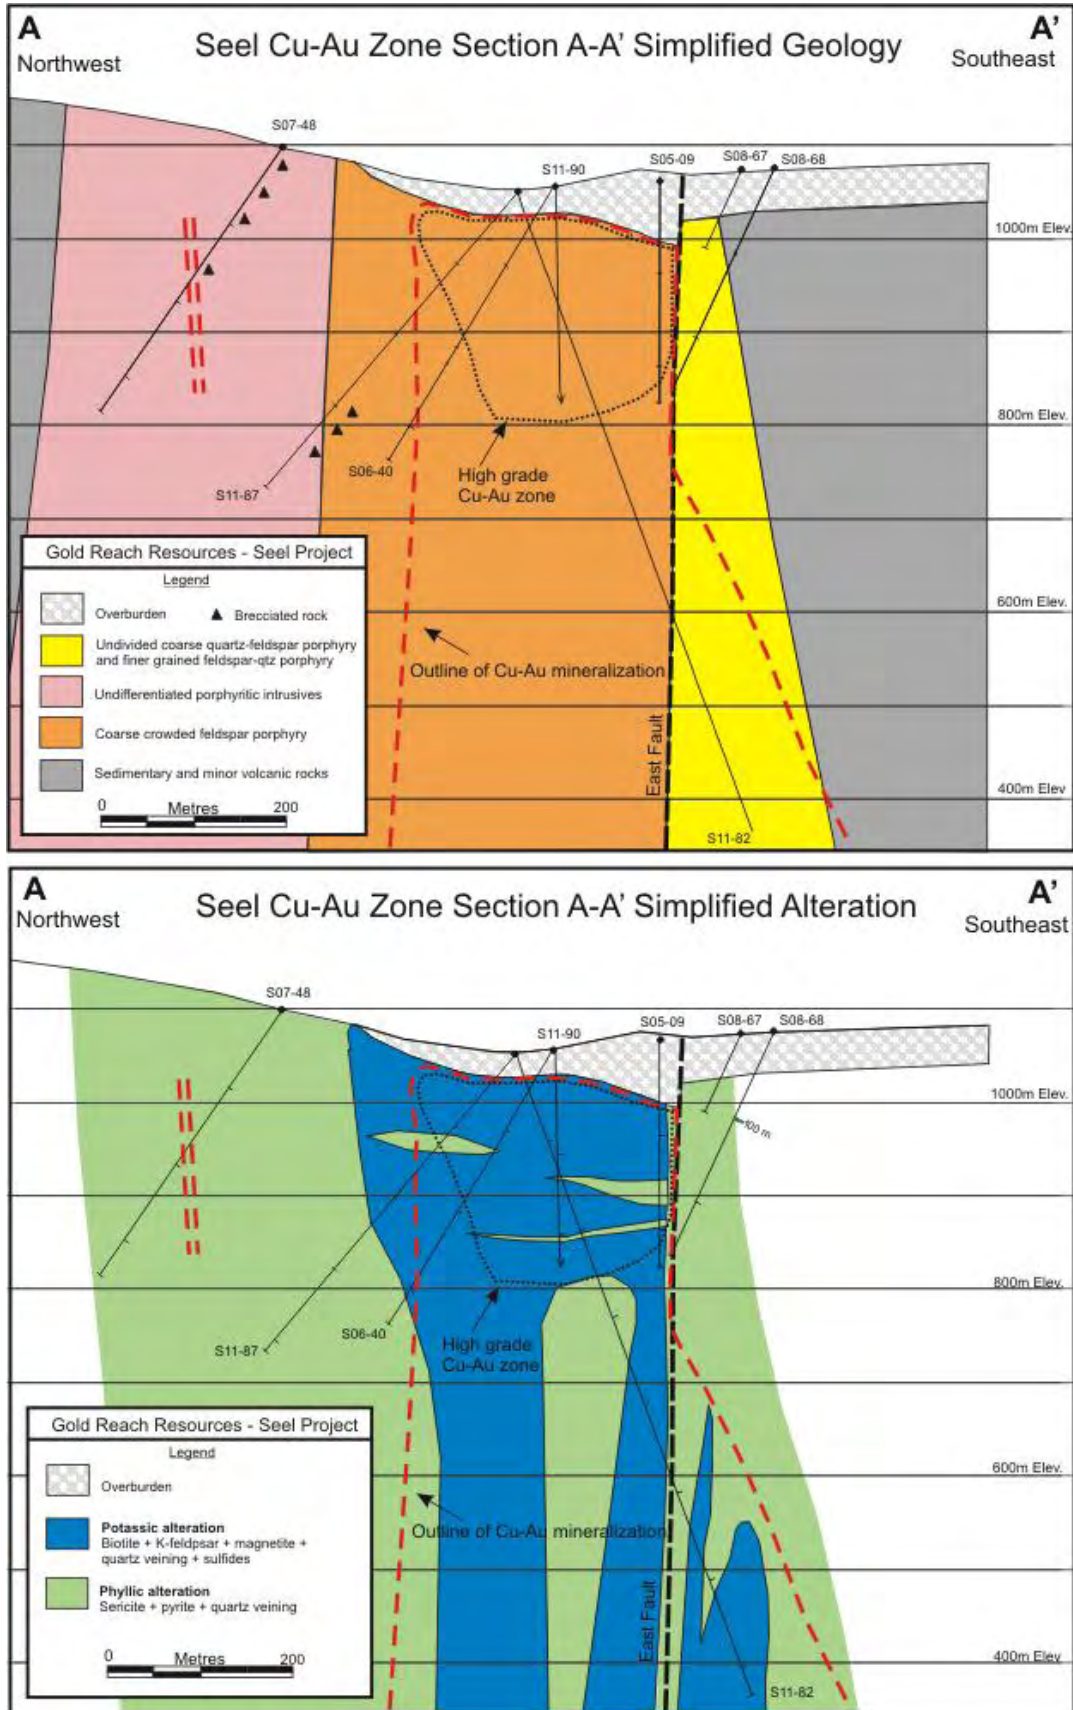 A
A'
Northwest
Seel Cu-Au Zone Section A-A' Simplified Geology
Southeast
S07-48
S11-90
S05-09
S08-67
S08-68
1000m Elev.
800m Elev.
S06-40
S11-87
High grade
Cu-Au zone
600m Elev.
Outline of Cu-Au mineralization
East Fault
400m Elev
S11-82
Gold Reach Resources - Seel Project
Legend
Overburden
Brecciated rock
Undivided coarse quartz-feldspar porphyry
and finer grained feldspar-qtz porphyry
Undifferentiated porphyritic intrusives
Coarse crowded feldspar porphyry
Sedimentary and minor volcanic rocks
0 Metres 200
A
A'
Northwest
Seel Cu-Au Zone Section A-A' Simplified Alteration
Southeast
S07-48
S11-90
S05-09
S08-67
S08-68
1000m Elev.
100 m
800m Elev.
S06-40
S11-87
High grade
Cu-Au zone
600m Elev.
Outline of Cu-Au mineralization
East Fault
400m Elev.
S11-82
Gold Reach Resources - Seel Project
Legend
Overburden
Potassic alteration
Biotite + K-feldpsar + magnetite +
quartz veining + sulfides
Phyllic alteration
Sericite + pyrite + quartz veining
0 Metres 200